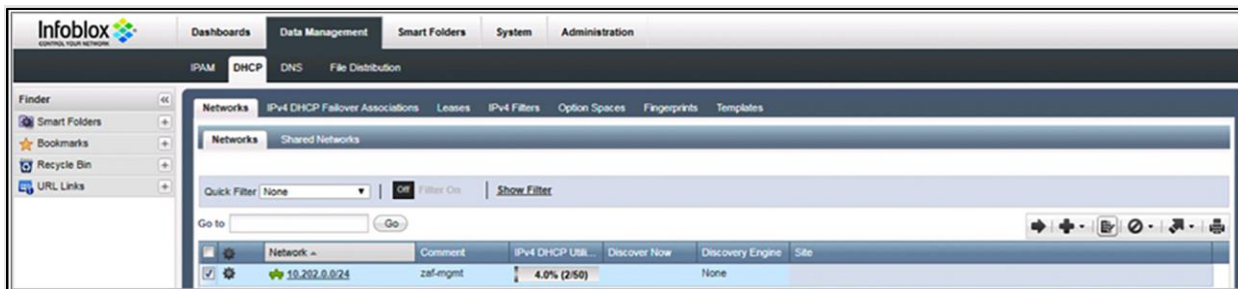 Infoblox
CONTROL YOUR NETWORK
Dashboards Data Management Smart Folders System Administration
IPAM DHCP DNS File Distribution
Finder
Smart Folders
Bookmarks
Recycle Bin
URL Links
Networks IPv4 DHCP Failover Associations Leases IPv4 Filters Option Spaces Fingerprints Templates
Networks Shared Networks
Quick Filter None Off Filter On Show Filter
Go to Go
Network Comment IPv4 DHCP Utili... Discover Now Discovery Engine Site
10.202.0.0/24 zaf-mgmt 4.0% (2/50) None